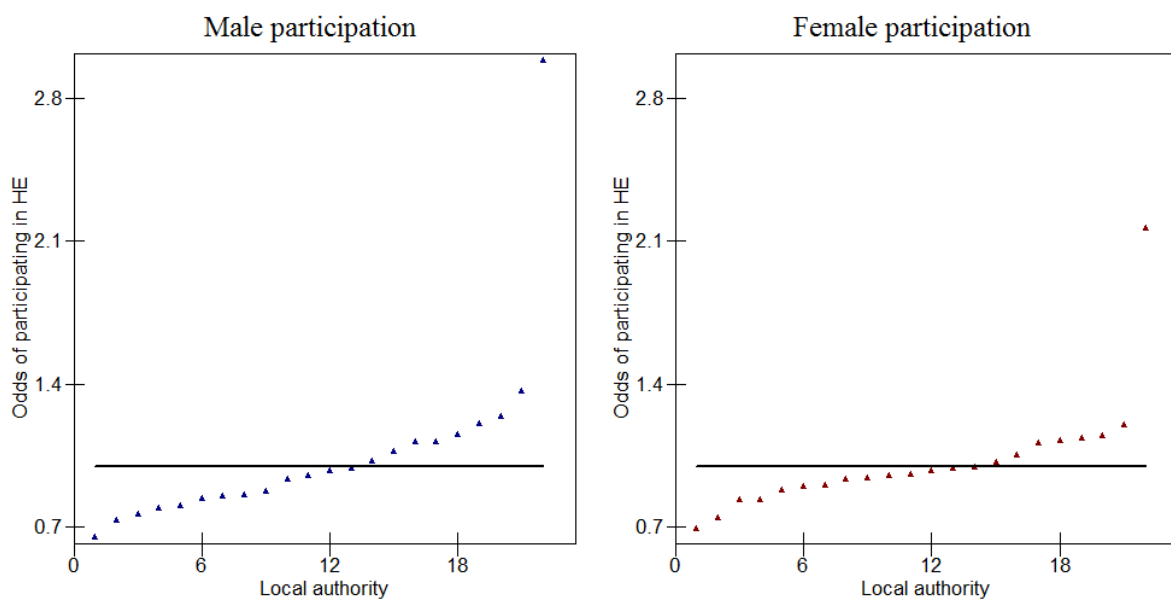 Male participation
Odds of participating in HE
2.8
2.1
1.4
0.7
0
6
12
18
Local authority
Female participation
Odds of participating in HE
2.8
2.1
1.4
0.7
0
6
12
18
Local authority